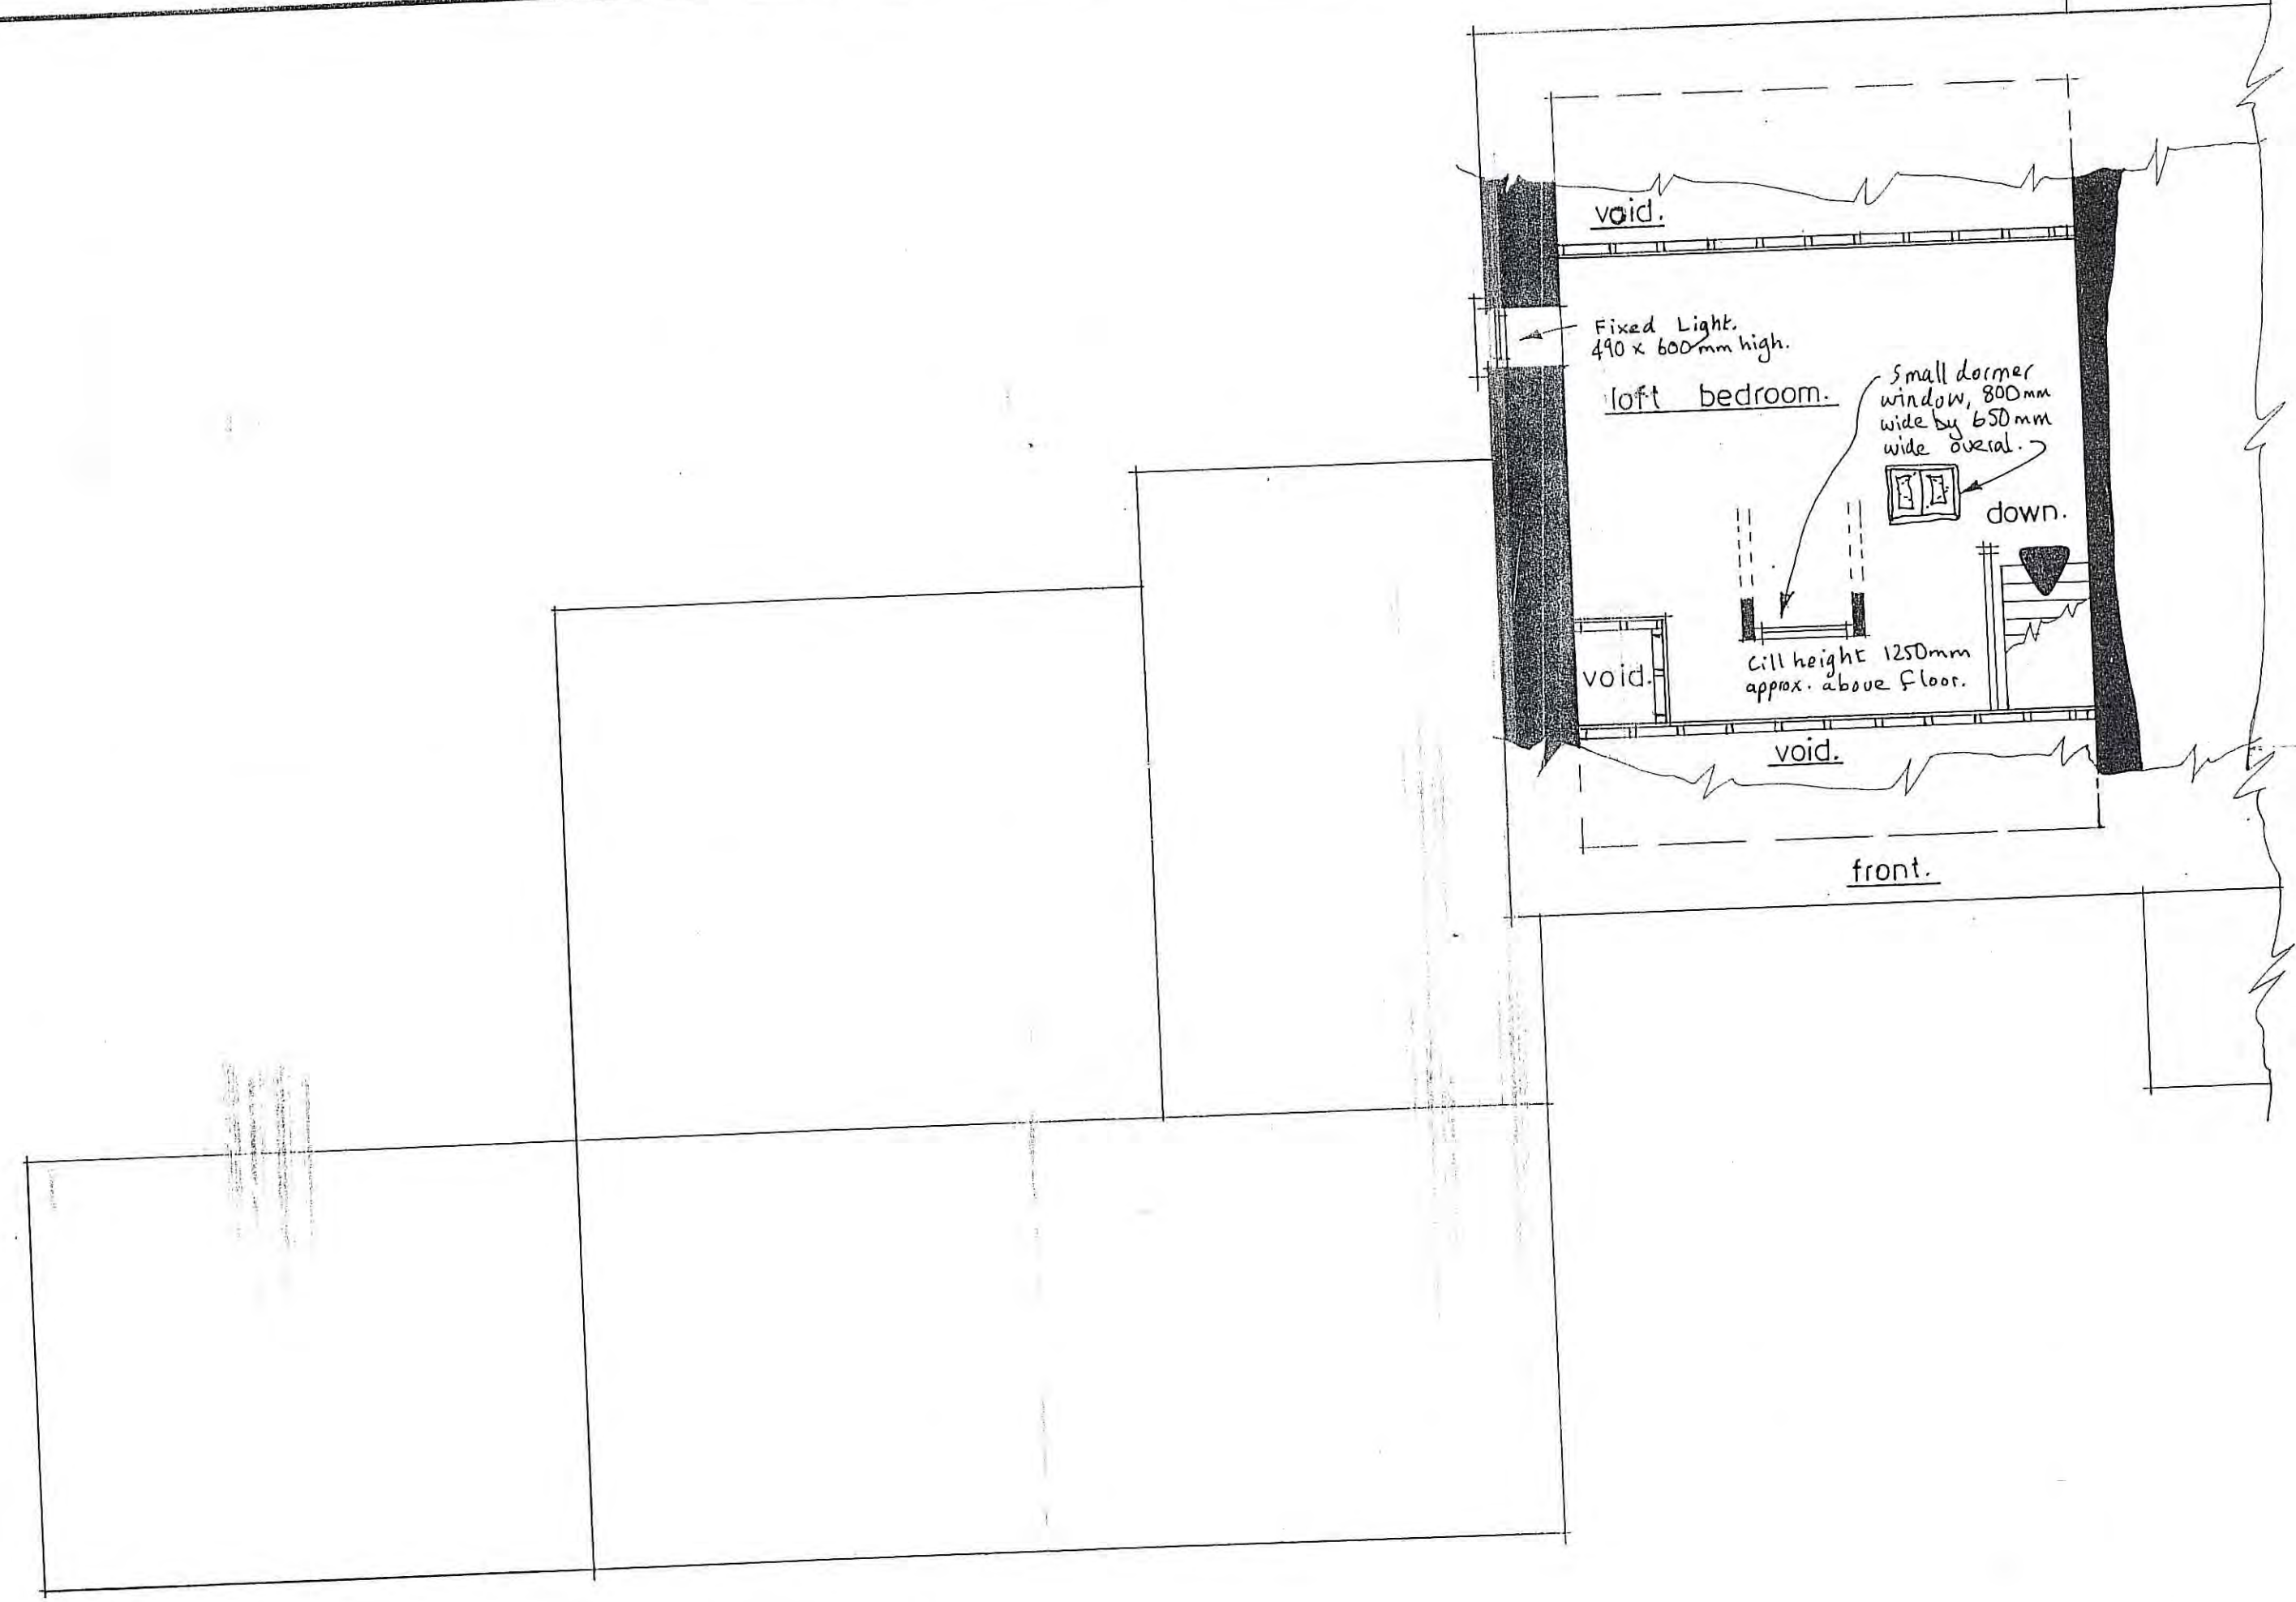 void.
Fixed Light.
490 x 600mm high.
loft bedroom.
Small dormer
window, 800mm
wide by 650mm
wide overal.
down.
void.
Cill height 1250mm
approx. above floor.
void.
front.